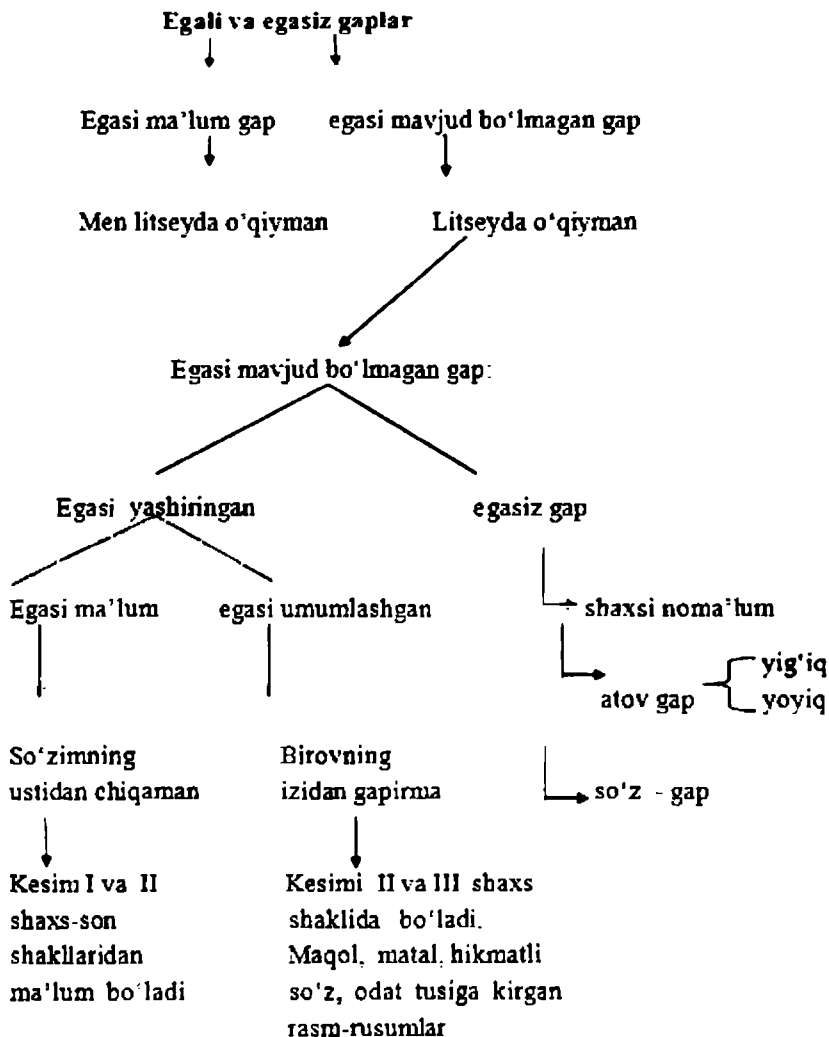 Egali va egasiz gaplar
Egasi ma'lum gap egasi mavjud bo‘lmagan gap
Men litseyda o‘qiyman Litseyda o‘qiyman
Egasi mavjud bo‘lmagan gap:
Egasi yashiringan egasiz gap
Egasi ma’lum egasi umumlashgan
shaxsi noma’lum
yig‘iq
atov gap
yoyiq
So‘zimning
ustidan chiqaman
Birovning
izidan gapirma
so‘z - gap
Kesim I va II
shaxs-son
shakllaridan
ma’lum bo‘ladi
Kesimi II va III shaxs
shaklida bo‘ladi.
Maqol, matal, hikmatli
so‘z, odat tusiga kirgan
rasm-rusumlar